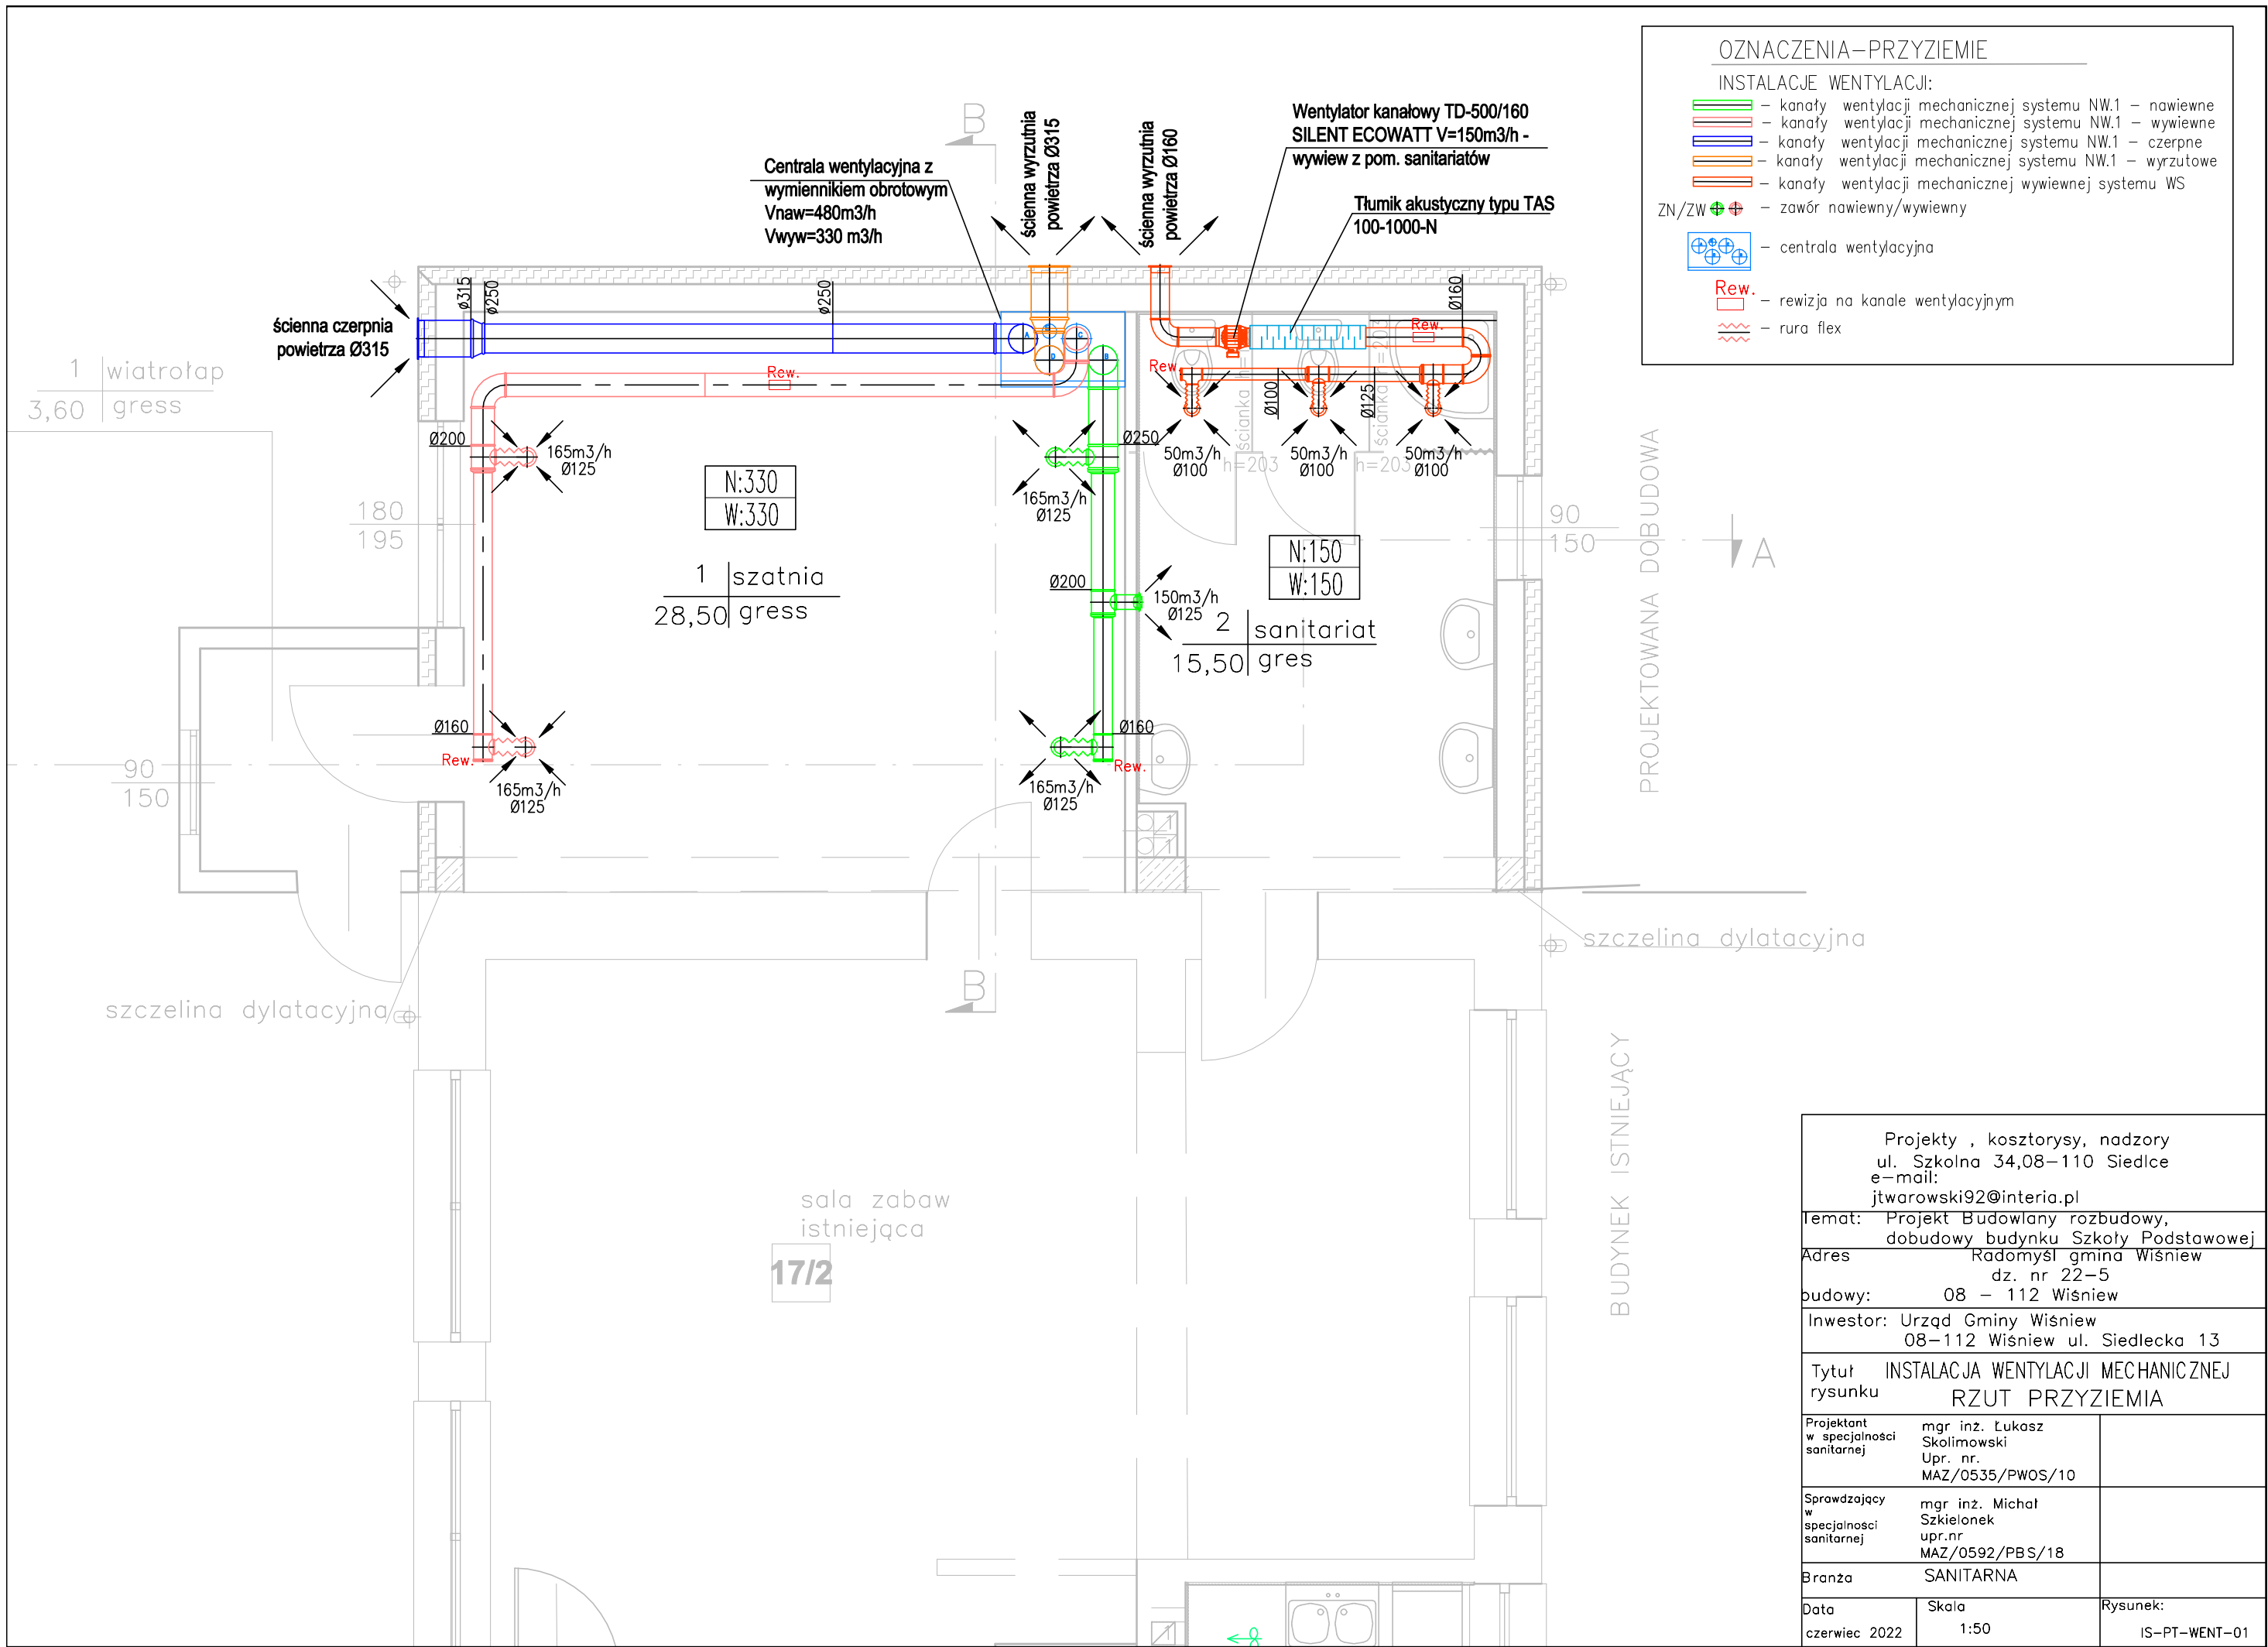 OZNACZENIA–PRZYZIEMIE
INSTALACJE WENTYLACJI:
– kanały wentylacji mechanicznej systemu NW.1 – nawiewne
– kanały wentylacji mechanicznej systemu NW.1 – wywiewne
– kanały wentylacji mechanicznej systemu NW.1 – czerpne
– kanały wentylacji mechanicznej systemu NW.1 – wyrzutowe
– kanały wentylacji mechanicznej wywiewnej systemu WS
ZN/ZW – zawór nawiewny/wywiewny
– centrala wentylacyjna
Rew.
– rewizja na kanale wentylacyjnym
– rura flex
B
ścienna wyrzutnia
powietrza Ø315
ścienna wyrzutnia
powietrza Ø160
Wentylator kanałowy TD-500/160
SILENT ECOWATT V=150m3/h -
wywiew z pom. sanitariatów
Centrala wentylacyjna z
wymiennikiem obrotowym
Vnaw=480m3/h
Vwyw=330 m3/h
Tłumik akustyczny typu TAS
100-1000-N
ścienna czerpnia
powietrza Ø315
ø315
ø250
ø250
Ø160
A
D
C
B
Rew.
Rew.
Rew.
1 wiatrołap
3,60 gress
Ø200
165m3/h
Ø125
Ø250
165m3/h
Ø125
Ø100
Ø125
ścianka h=203
ścianka h=203
50m3/h
Ø100
50m3/h
Ø100
50m3/h
Ø100
N:330
W:330
180
195
N:150
W:150
90
150
A
PROJEKTOWANA DOBUDOWA
1 szatnia
28,50 gress
Ø200
150m3/h
Ø125
2 sanitariat
15,50 gres
Ø160
Rew.
165m3/h
Ø125
Ø160
Rew.
165m3/h
Ø125
90
150
szczelina dylatacyjna
szczelina dylatacyjna
B
BUDYNEK ISTNIEJĄCY
sala zabaw
istniejąca
17/2
Projekty , kosztorysy, nadzory
ul. Szkolna 34,08–110 Siedlce
e–mail:
jtwarowski92@interia.pl
Temat: Projekt Budowlany rozbudowy,
dobudowy budynku Szkoły Podstawowej
Adres Radomyśl gmina Wiśniew
dz. nr 22–5
budowy: 08 – 112 Wiśniew
Inwestor: Urząd Gminy Wiśniew
08–112 Wiśniew ul. Siedlecka 13
Tytuł INSTALACJA WENTYLACJI MECHANICZNEJ
rysunku RZUT PRZYZIEMIA
Projektant
w specjalności
sanitarnej
mgr inż. Łukasz
Skolimowski
Upr. nr.
MAZ/0535/PWOS/10
Sprawdzający
w
specjalności
sanitarnej
mgr inż. Michał
Szkielonek
upr.nr
MAZ/0592/PBS/18
Branża SANITARNA
Data
czerwiec 2022
Skala
1:50
Rysunek:
IS–PT–WENT–01